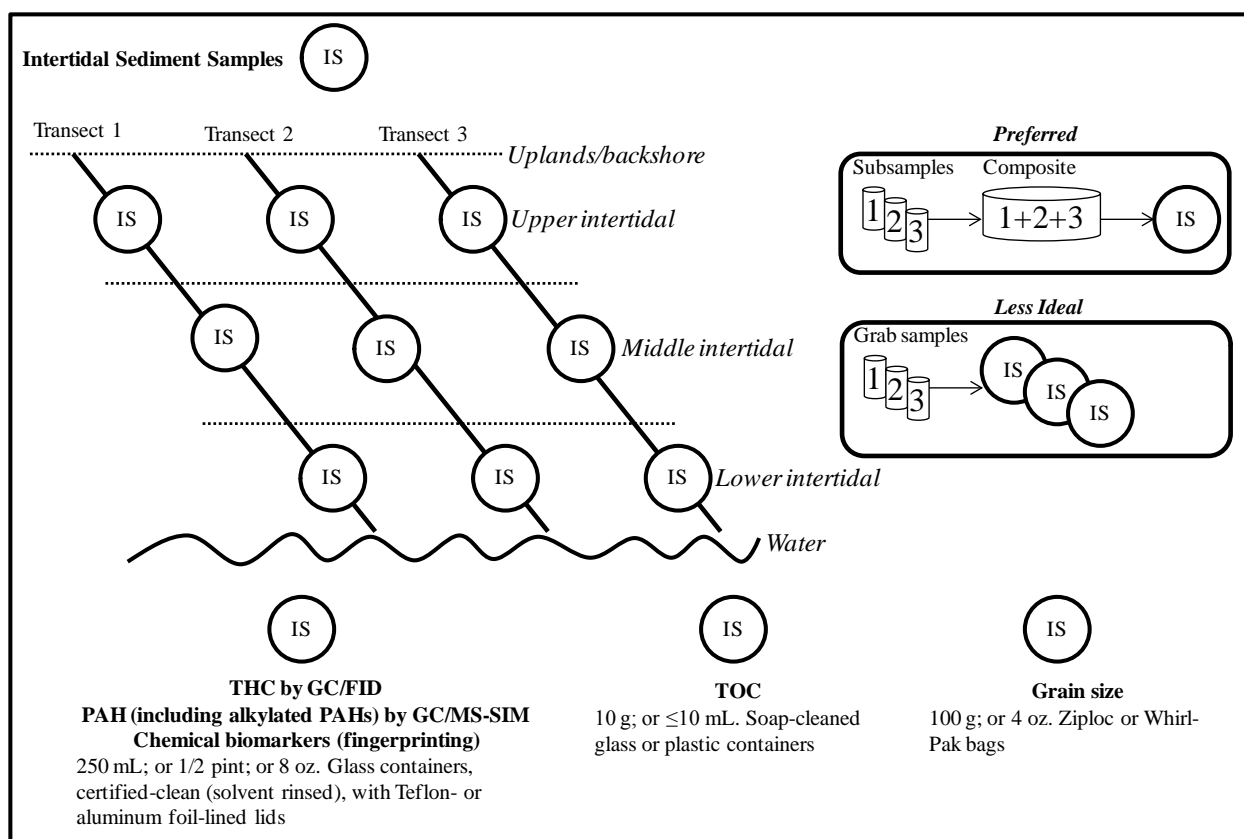 Intertidal Sediment Samples
IS
Transect 1
Transect 2
Transect 3
Uplands/backshore
IS
IS
IS
Upper intertidal
IS
IS
IS
Middle intertidal
IS
IS
IS
Lower intertidal
Water
Preferred
Subsamples
Composite
1
2
3
1+2+3
IS
Less Ideal
Grab samples
1
2
3
IS
IS
IS
IS
THC by GC/FID
PAH (including alkylated PAHs) by GC/MS-SIM
Chemical biomarkers (fingerprinting)
250 mL; or 1/2 pint; or 8 oz. Glass containers,
certified-clean (solvent rinsed), with Teflon- or
aluminum foil-lined lids
IS
TOC
10 g; or ≤10 mL. Soap-cleaned
glass or plastic containers
IS
Grain size
100 g; or 4 oz. Ziploc or Whirl-
Pak bags